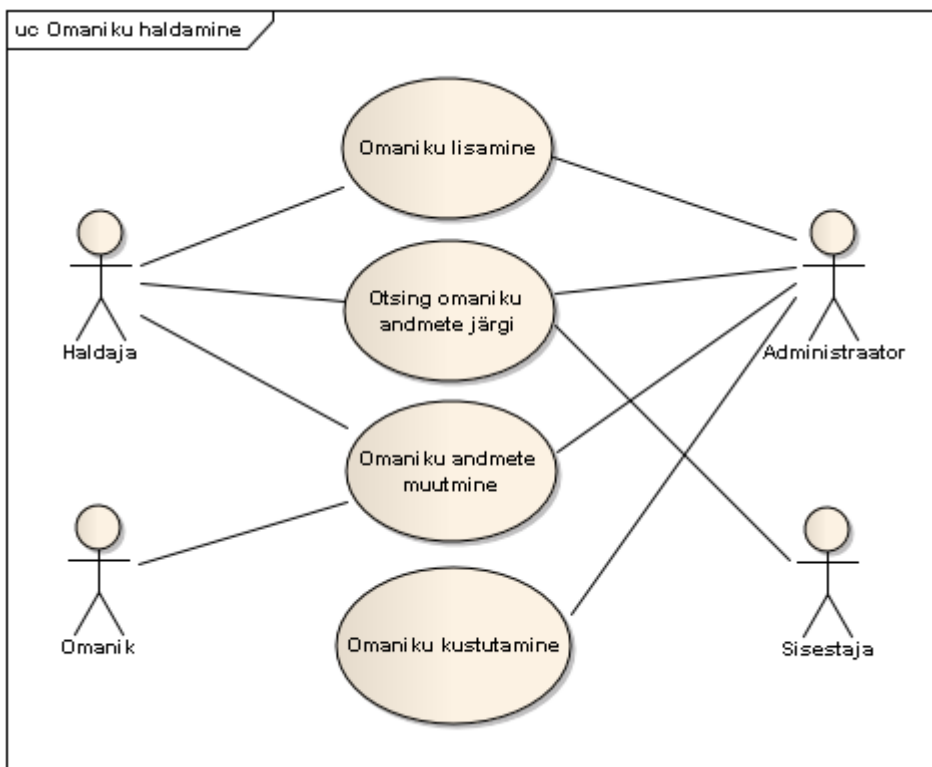 uc Omaniku haldamine
Omaniku lisamine
Haldaja
Otsing omaniku
andmete järgi
Administraator
Omaniku andmete
muutmine
Omanik
Omaniku kustutamine
Sisestaja